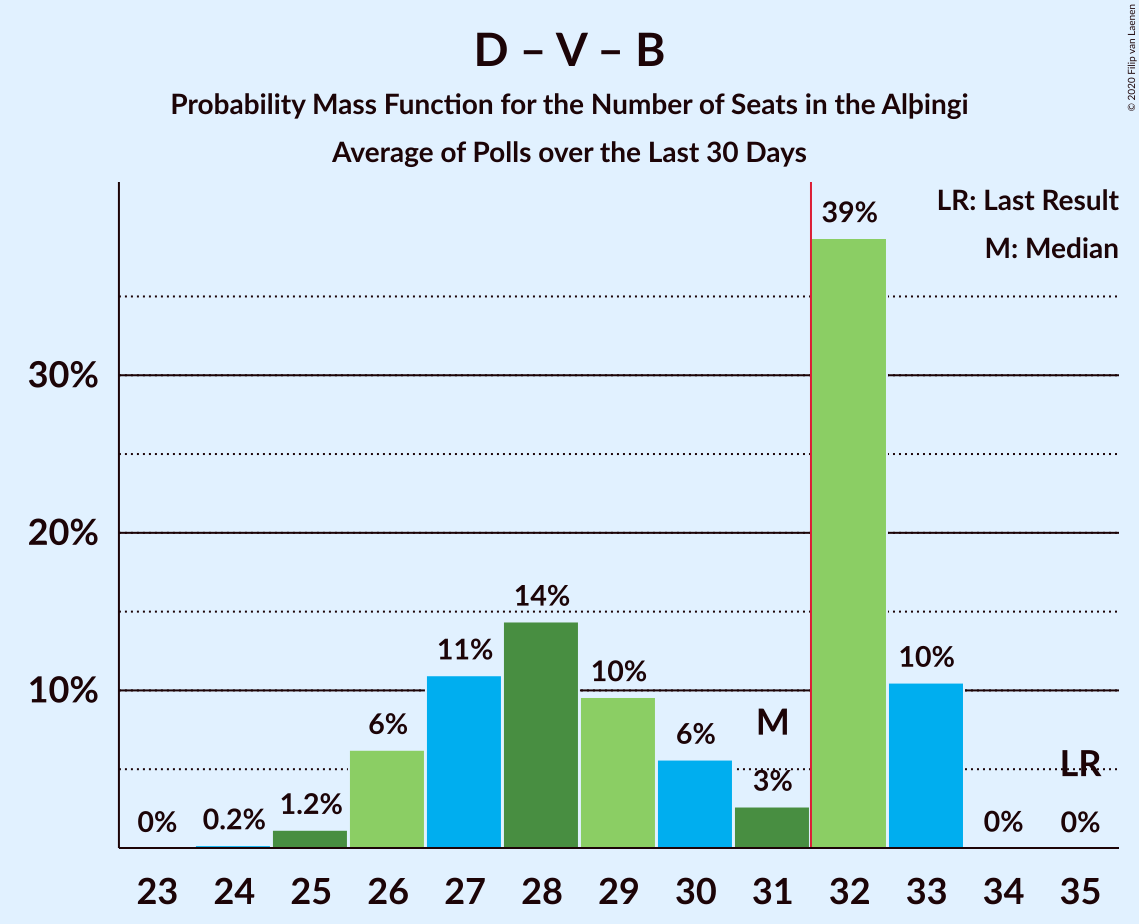 D – V – B
Probability Mass Function for the Number of Seats in the Alþingi
Average of Polls over the Last 30 Days
© 2020 Filip van Laenen
LR: Last Result
M: Median
30%
20%
10%
0%
0.2%
1.2%
6%
11%
14%
10%
6%
M
3%
39%
10%
0%
LR
0%
23 24 25 26 27 28 29 30 31 32 33 34 35